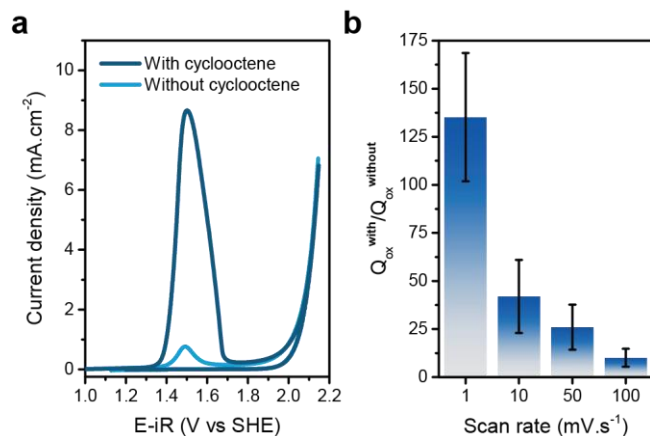 a
With cyclooctene
Without cyclooctene
Current density (mA.cm⁻²)
10
8
6
4
2
0
1.0 1.2 1.4 1.6 1.8 2.0 2.2
E-iR (V vs SHE)
b
Q_ox^with/Q_ox^without
175
150
125
100
75
50
25
0
1 10 50 100
Scan rate (mV.s⁻¹)